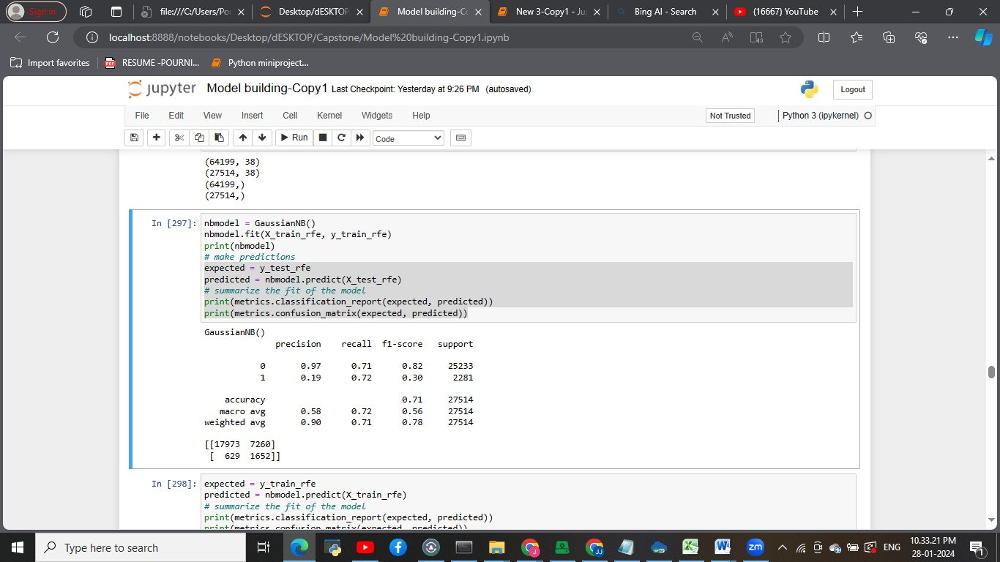 Sign in
file:///C:/Users/Po
Desktop/dESKTOP
Model building-C
New 3-Copy1 - Ju
Bing AI - Search
(16667) YouTube
localhost:8888/notebooks/Desktop/dESKTOP/Capstone/Model%20building-Copy1.ipynb
Import favorites
RESUME -POURNI...
Python miniproject...
jupyter Model building-Copy1 Last Checkpoint: Yesterday at 9:26 PM (autosaved)
Logout
File Edit View Insert Cell Kernel Widgets Help
Not Trusted
Python 3 (ipykernel)
Run
Code
(64199, 38)
(27514, 38)
(64199,)
(27514,)
In [297]: nbmodel = GaussianNB()
nbmodel.fit(X_train_rfe, y_train_rfe)
print(nbmodel)
# make predictions
expected = y_test_rfe
predicted = nbmodel.predict(X_test_rfe)
# summarize the fit of the model
print(metrics.classification_report(expected, predicted))
print(metrics.confusion_matrix(expected, predicted))
GaussianNB()
precision recall f1-score support
0 0.97 0.71 0.82 25233
1 0.19 0.72 0.30 2281
accuracy 0.71 27514
macro avg 0.58 0.72 0.56 27514
weighted avg 0.90 0.71 0.78 27514
[[17973 7260]
[ 629 1652]]
In [298]: expected = y_train_rfe
predicted = nbmodel.predict(X_train_rfe)
# summarize the fit of the model
print(metrics.classification_report(expected, predicted))
print(metrics.confusion_matrix(expected, predicted))
Type here to search
ENG
10.33.21 PM
28-01-2024